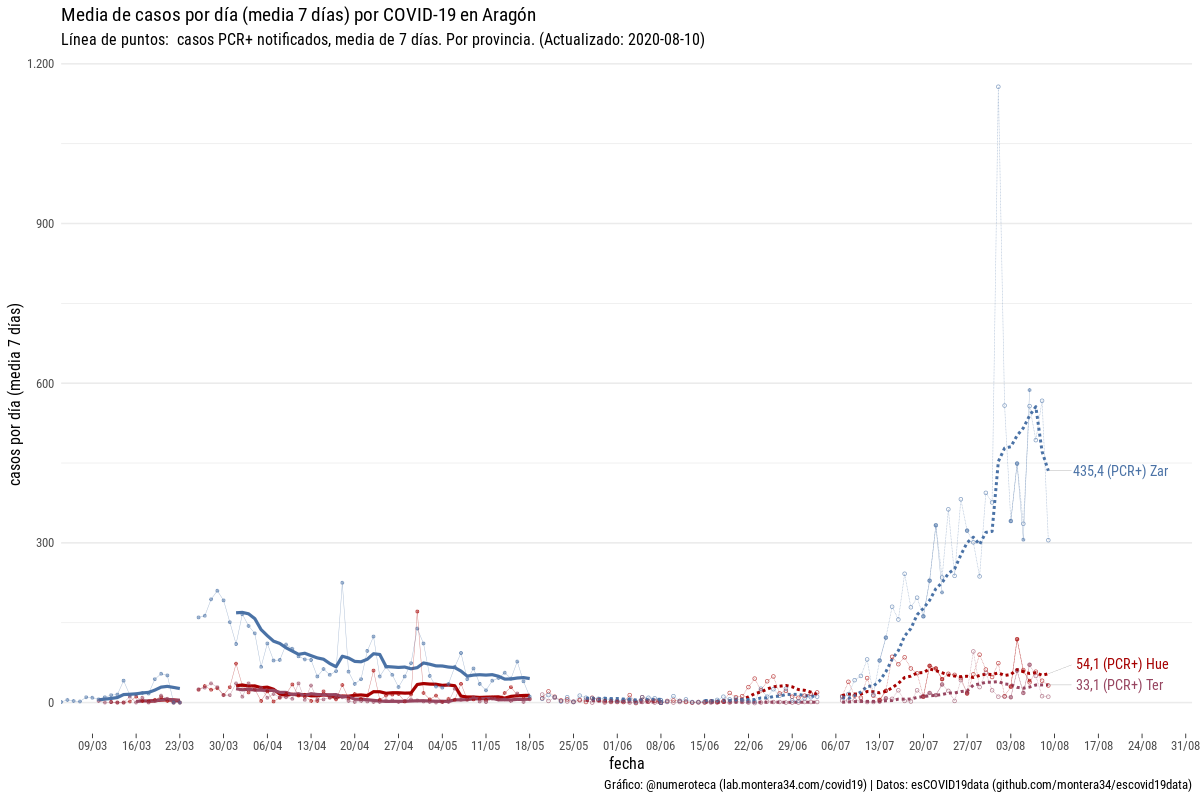 Media de casos por día (media 7 días) por COVID-19 en Aragón
Línea de puntos:  casos PCR+ notificados, media de 7 días. Por provincia. (Actualizado: 2020-08-10)
casos por día (media 7 días)
1.200
900
600
300
0
435,4 (PCR+) Zar
54,1 (PCR+) Hue
33,1 (PCR+) Ter
09/03 16/03 23/03 30/03 06/04 13/04 20/04 27/04 04/05 11/05 18/05 25/05 01/06 08/06 15/06 22/06 29/06 06/07 13/07 20/07 27/07 03/08 10/08 17/08 24/08 31/08
fecha
Gráfico: @numeroteca (lab.montera34.com/covid19) | Datos: esCOVID19data (github.com/montera34/escovid19data)